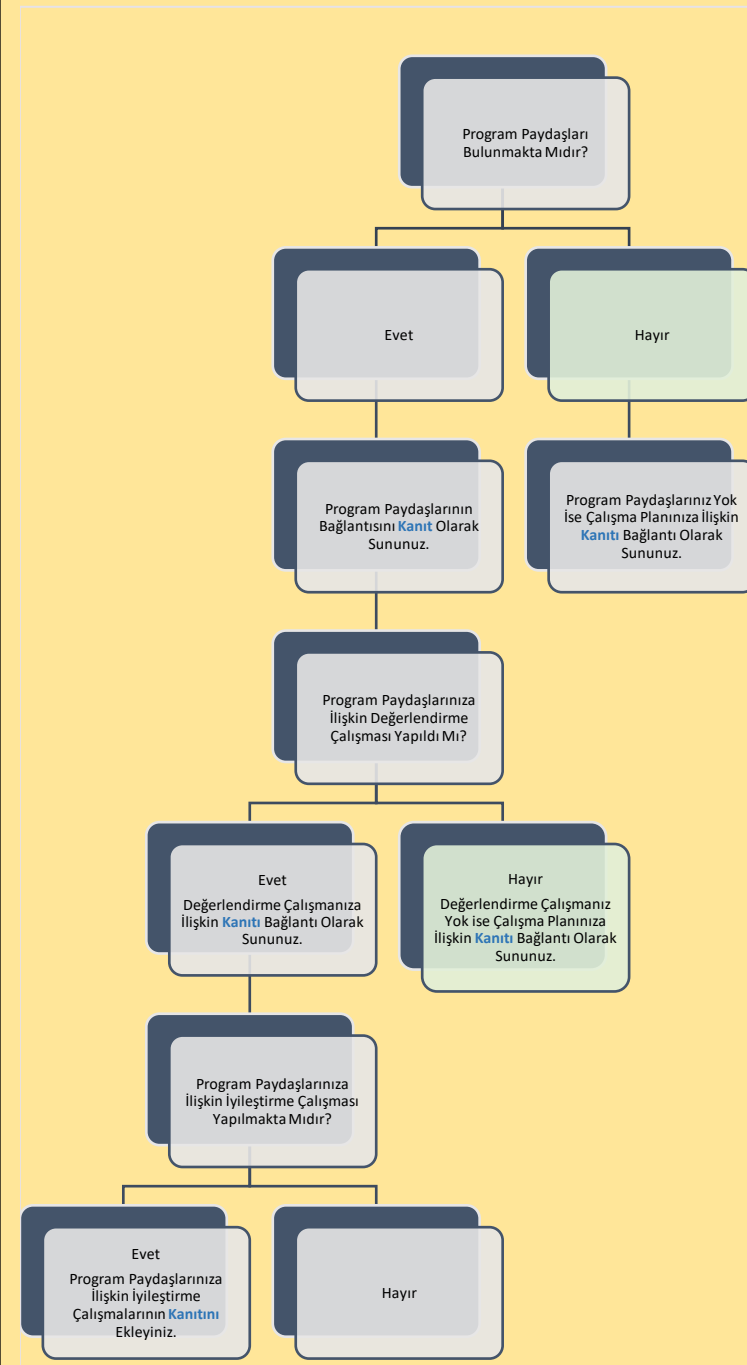 Program Paydaşları
Bulunmakta Mıdır?
Evet
Hayır
Program Paydaşlarının
Bağlantısını Kanıt Olarak
Sununuz.
Program Paydaşlarınız Yok
İse Çalışma Planınıza İlişkin
Kanıtı Bağlantı Olarak
Sununuz.
Program Paydaşlarınıza
İlişkin Değerlendirme
Çalışması Yapıldı Mı?
Evet
Değerlendirme Çalışmanıza
İlişkin Kanıtı Bağlantı Olarak
Sununuz.
Hayır
Değerlendirme Çalışmanız
Yok ise Çalışma Planınıza
İlişkin Kanıtı Bağlantı Olarak
Sununuz.
Program Paydaşlarınıza
İlişkin İyileştirme Çalışması
Yapılmakta Mıdır?
Evet
Program Paydaşlarınıza
İlişkin İyileştirme
Çalışmalarının Kanıtını
Ekleyiniz.
Hayır